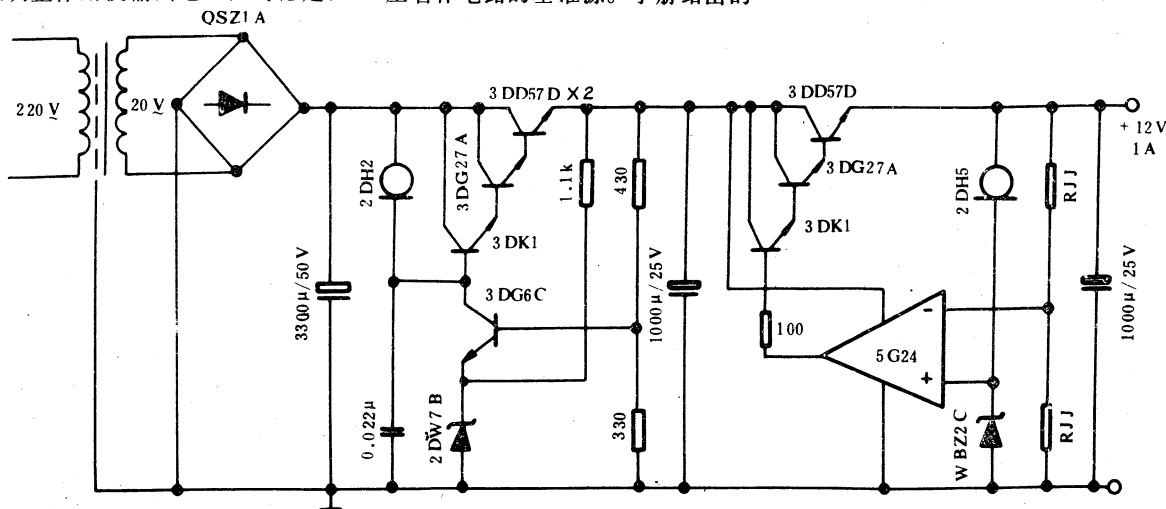 QSZ1A
220V
20V
3DD57D×2
3DD57D
+12V
1A
2DH2
3DG27A
1.1k
430
3DG27A
2DH5
RJJ
3DK1
3DK1
3300μ/50V
3DG6C
1000μ/25V
100
5G24
-
+
1000μ/25V
0.022μ
2DW7B
330
WBZ2C
RJJ